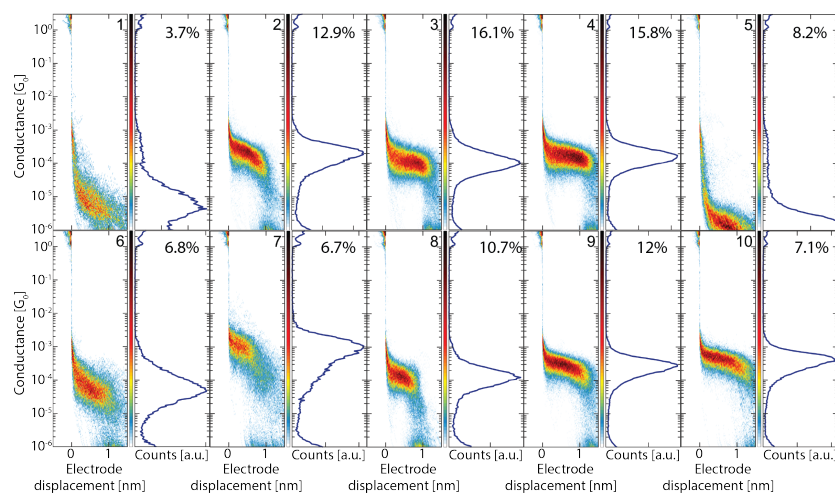 1 3.7% 2 12.9% 3 16.1% 4 15.8% 5 8.2%
10⁰
10⁻¹
10⁻²
10⁻³
10⁻⁴
10⁻⁵
10⁻⁶
Conductance [G₀]
6 6.8% 7 6.7% 8 10.7% 9 12% 10 7.1%
10⁰
10⁻¹
10⁻²
10⁻³
10⁻⁴
10⁻⁵
10⁻⁶
Conductance [G₀]
0 1 Counts [a.u.] 0 1 Counts [a.u.] 0 1 Counts [a.u.] 0 1 Counts [a.u.] 0 1 Counts [a.u.]
Electrode Electrode Electrode Electrode Electrode
displacement [nm] displacement [nm] displacement [nm] displacement [nm] displacement [nm]